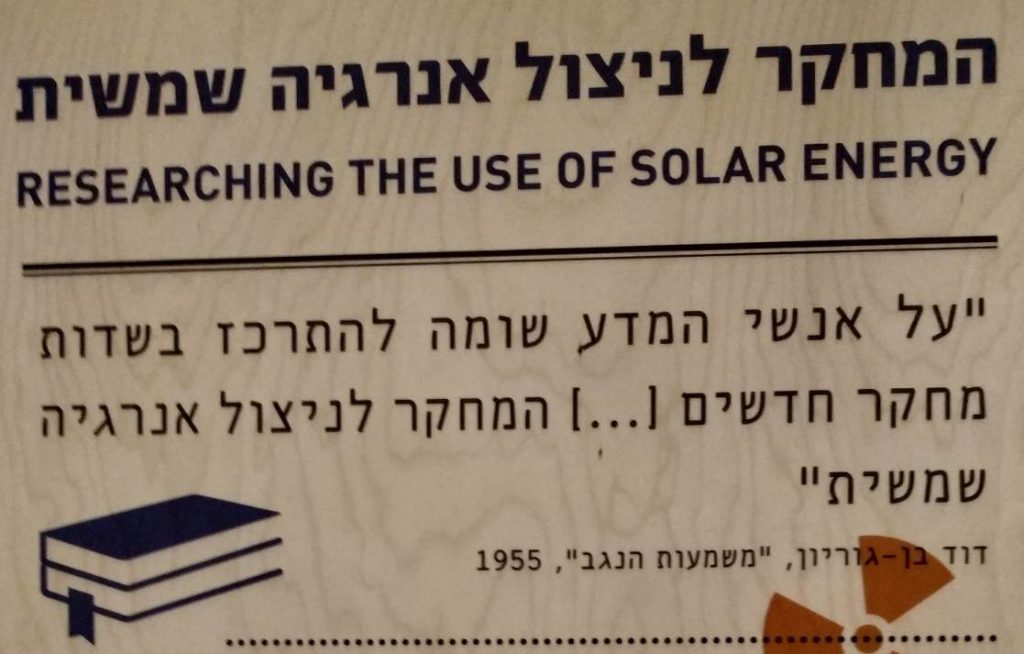 המחקר לניצול אנרגיה שמשית
RESEARCHING THE USE OF SOLAR ENERGY
"על אנשי המדע שומה להתרכז בשדות
מחקר חדשים [...] המחקר לניצול אנרגיה
שמשית"
דוד בן-גוריון, "משמעות הנגב", 1955